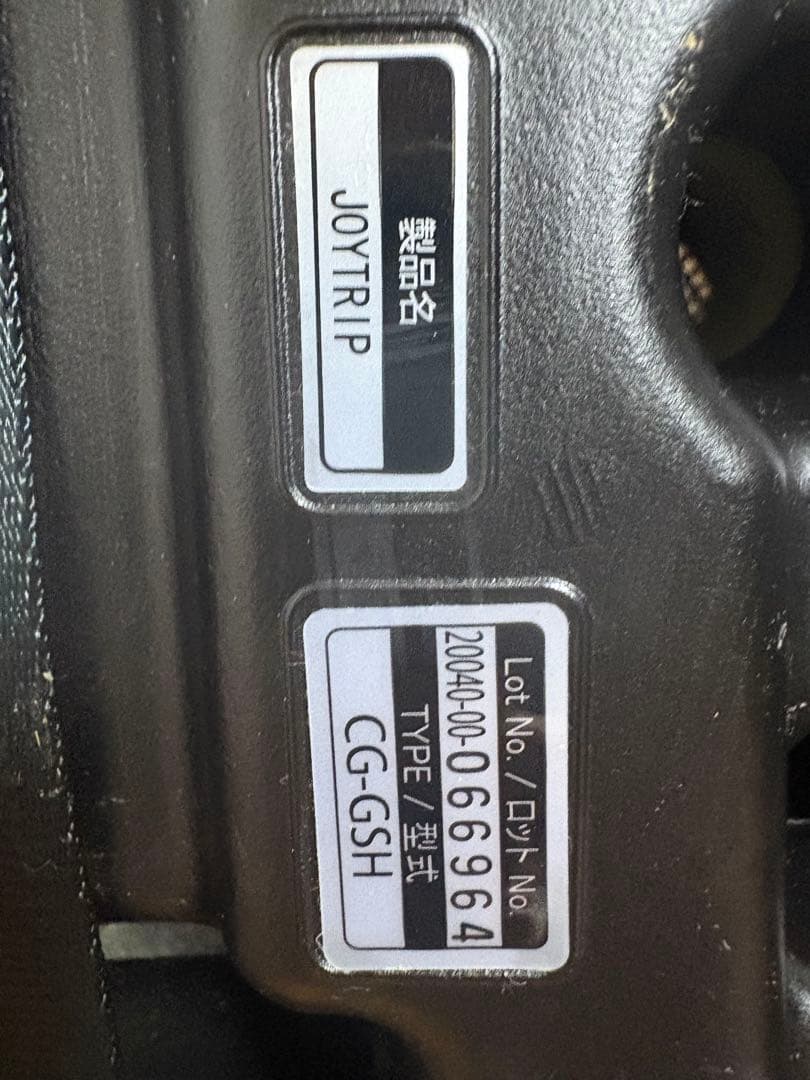 製品名
JOYTRIP
Lot No. / ロット No.
20040-00-066964
TYPE / 型式
CG-GSH